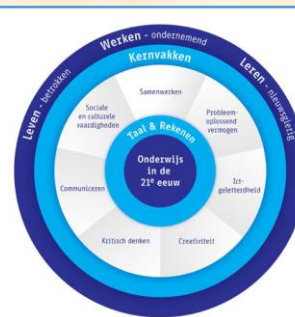 Leven - betrokken
Werken - ondernemend
Leren - nieuwsgierig
Kernvakken
Samenwerken
Sociale
en culturele
vaardigheden
Probleem-
oplossend
vermogen
Taal & Rekenen
Onderwijs
in de
21e eeuw
Communiceren
Ict-
geletterdheid
Kritisch denken
Creativiteit